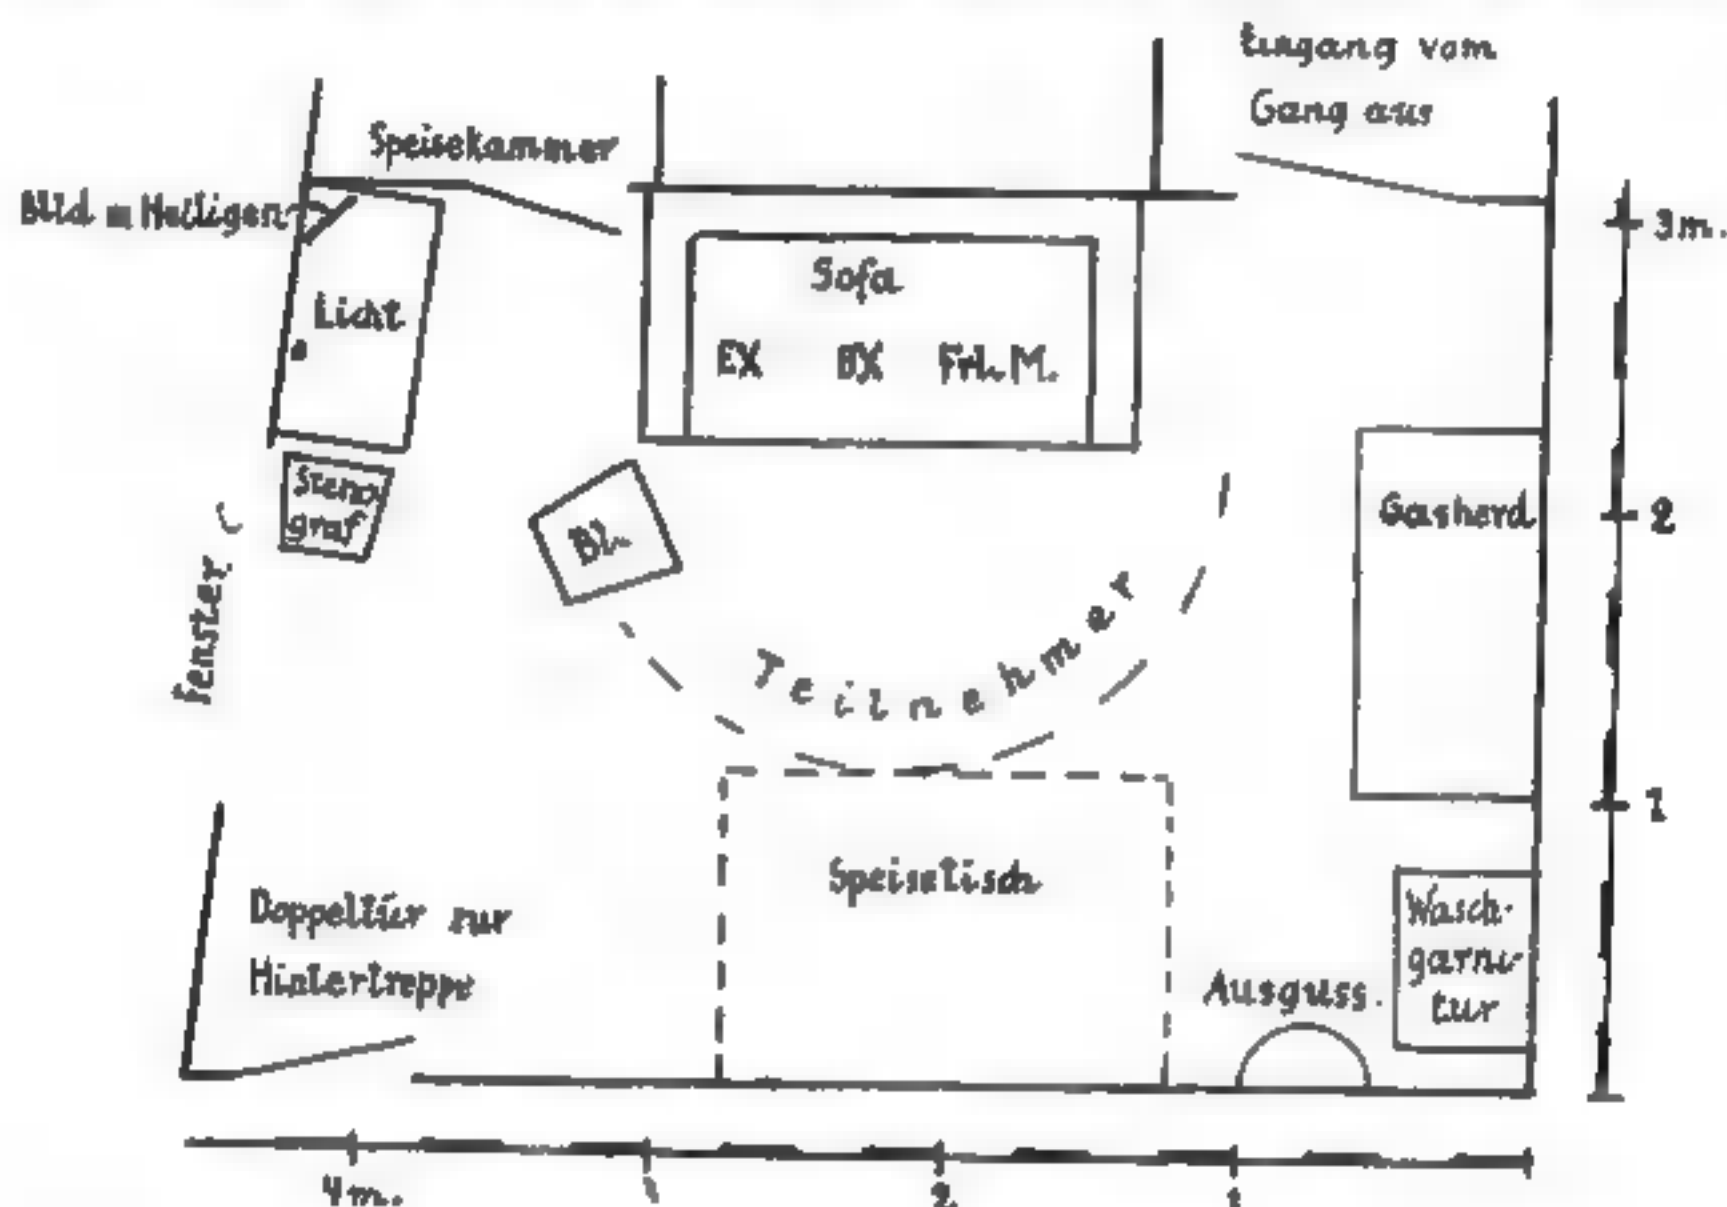 Eingang vom
Gang aus
Speisekammer
Bild Heiligen
3m.
Sofa
Licht
EX BX Frl. M.
Steno
graf
Gasherd
2
Bl.
Fenster
Teilnehmer
1
Speisetisch
Doppeltür zur
Hintertreppe
Wasch-
garni-
tur
Ausguss.
4m.
2
1